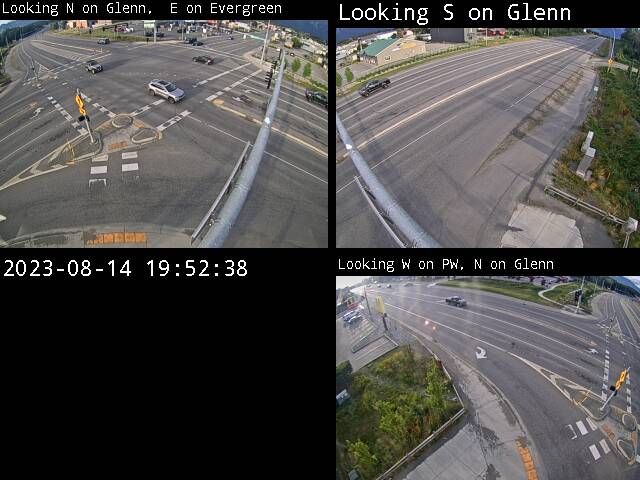 Looking N on Glenn, E on Evergreen
Looking S on Glenn
2023-08-14 19:52:38
Looking W on PW, N on Glenn